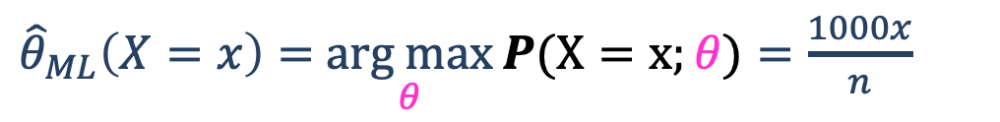 θ̂_ML(X = x) = arg max_θ P(X = x; θ) = 1000x/n